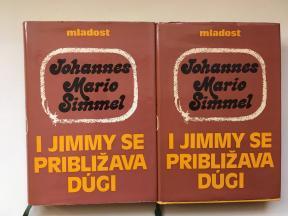 mladost
Johannes
Mario
Simmel
I JIMMY SE
PRIBLIŽAVA
DÚGI
mladost
Johannes
Mario
Simmel
I JIMMY SE
PRIBLIŽAVA
DÚGI